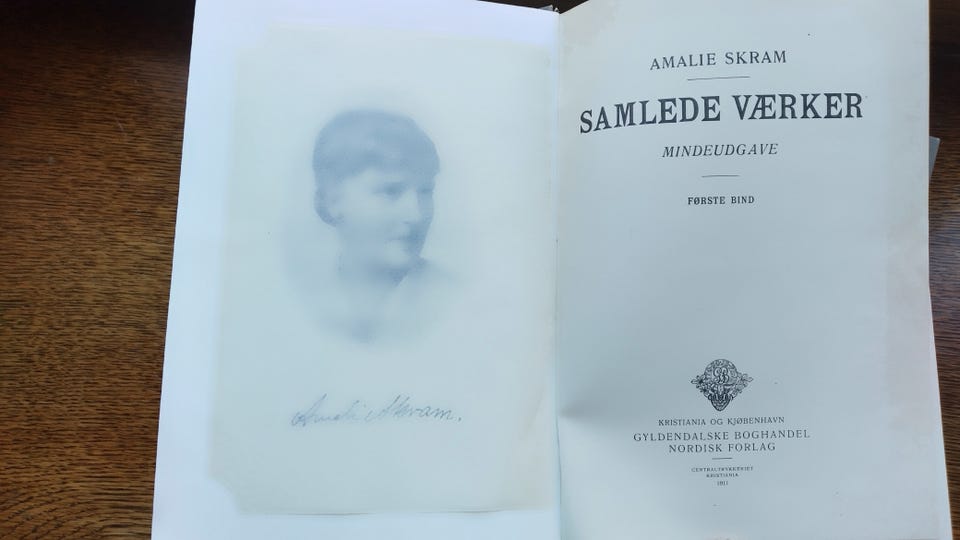 Amalie Skram.
AMALIE SKRAM
SAMLEDE VÆRKER
MINDEUDGAVE
FØRSTE BIND
KRISTIANIA OG KJØBENHAVN
GYLDENDALSKE BOGHANDEL
NORDISK FORLAG
CENTRALTRYKKERIET
KRISTIANIA
1911